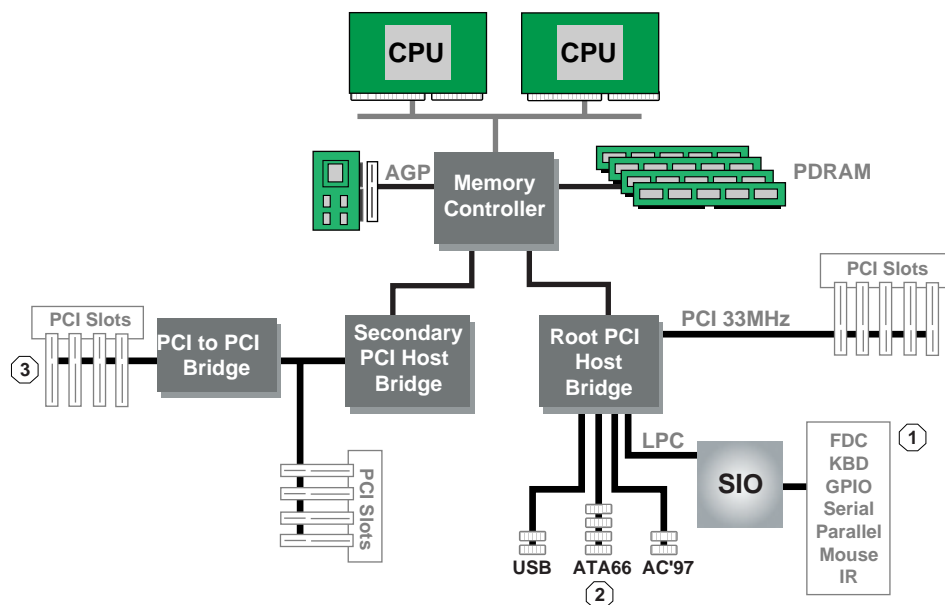 CPU
CPU
AGP
Memory
Controller
PDRAM
PCI Slots
PCI Slots
3
PCI to PCI
Bridge
Secondary
PCI Host
Bridge
Root PCI
Host
Bridge
PCI 33MHz
PCI Slots
LPC
SIO
1
FDC
KBD
GPIO
Serial
Parallel
Mouse
IR
USB
ATA66
AC'97
2